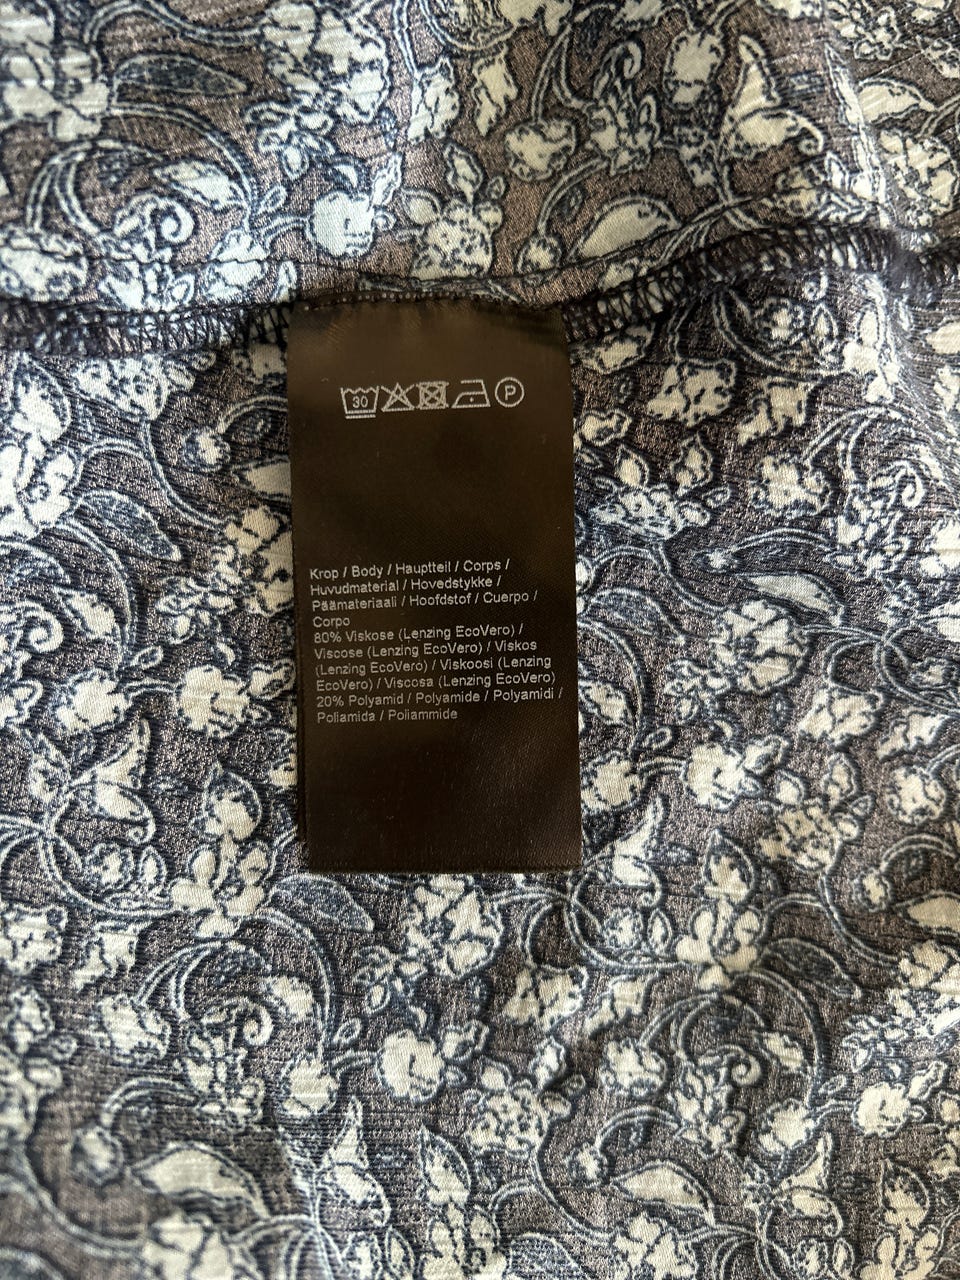 30 P
Krop / Body / Hauptteil / Corps /
Huvudmaterial / Hovedstykke /
Päämateriaali / Hoofdstof / Cuerpo /
Corpo
80% Viskose (Lenzing EcoVero) /
Viscose (Lenzing EcoVero) / Viskos
(Lenzing EcoVero) / Viskoosi (Lenzing
EcoVero) / Viscosa (Lenzing EcoVero)
20% Polyamid / Polyamide / Polyamidi /
Poliamida / Poliammide